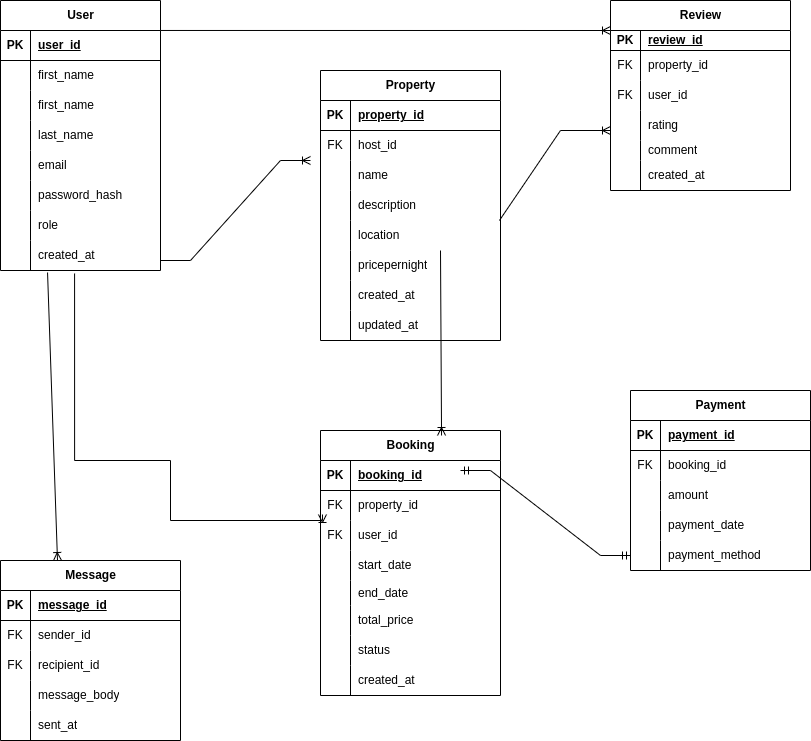 User
PK user_id
first_name
first_name
last_name
email
password_hash
role
created_at
Property
PK property_id
FK host_id
name
description
location
pricepernight
created_at
updated_at
Review
PK review_id
FK property_id
FK user_id
rating
comment
created_at
Message
PK message_id
FK sender_id
FK recipient_id
message_body
sent_at
Booking
PK booking_id
FK property_id
FK user_id
start_date
end_date
total_price
status
created_at
Payment
PK payment_id
FK booking_id
amount
payment_date
payment_method